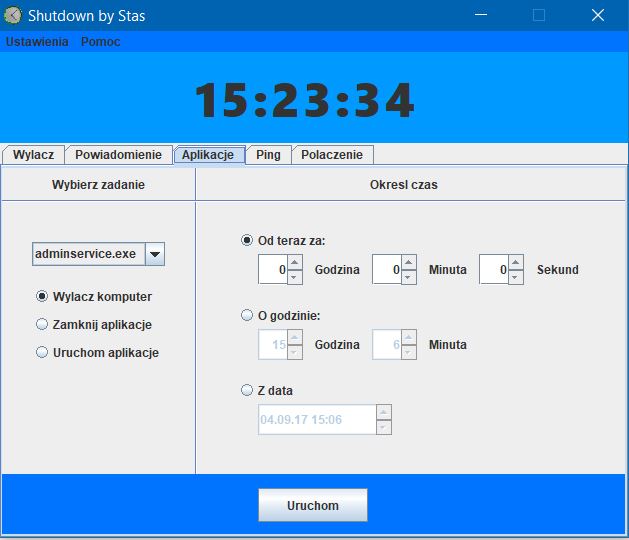 Shutdown by Stas
Ustawienia Pomoc
15:23:34
Wylacz Powiadomienie Aplikacje Ping Polaczenie
Wybierz zadanie Okresl czas
adminservice.exe
Wylacz komputer
Zamknij aplikacje
Uruchom aplikacje
Od teraz za:
0 Godzina 0 Minuta 0 Sekund
O godzinie:
15 Godzina 6 Minuta
Z data
04.09.17 15:06
Uruchom